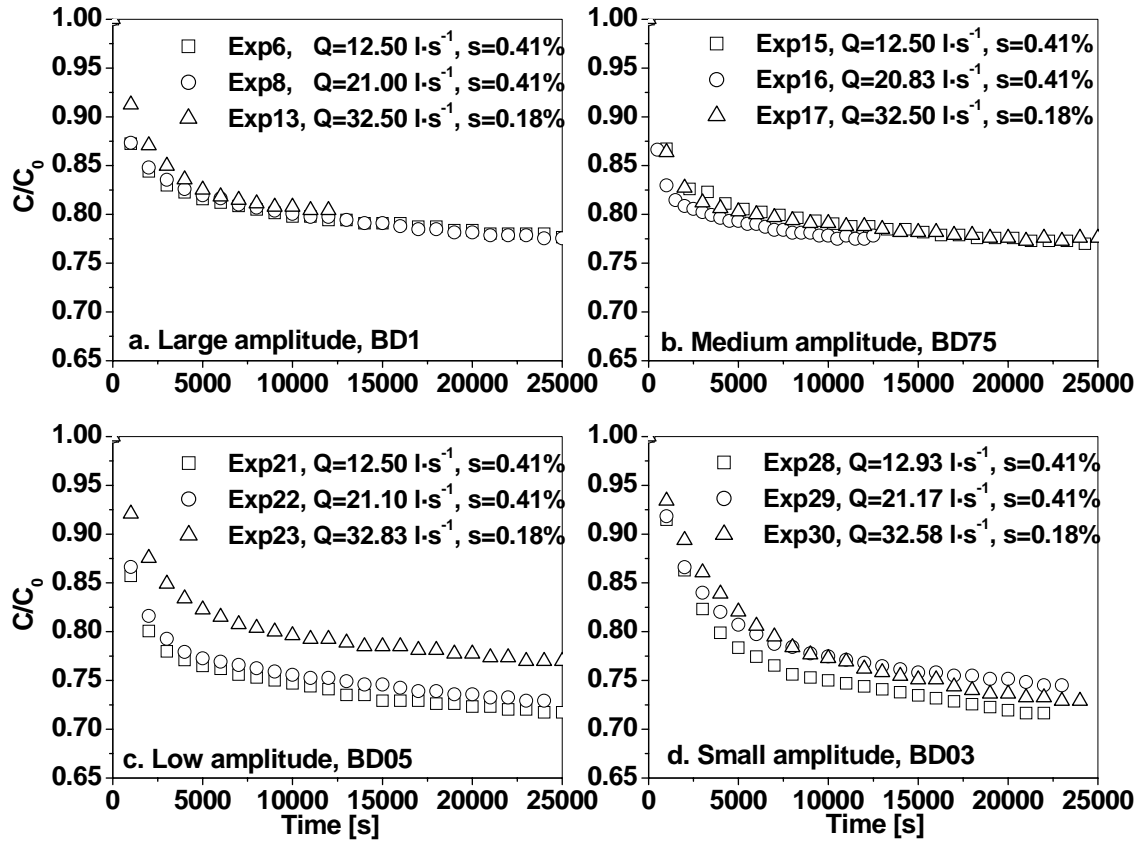 1.00
0.95
0.90
0.85
0.80
0.75
0.70
0.65
C/C₀
Exp6, Q=12.50 l·s⁻¹, s=0.41%
Exp8, Q=21.00 l·s⁻¹, s=0.41%
Exp13, Q=32.50 l·s⁻¹, s=0.18%
a. Large amplitude, BD1
0 5000 10000 15000 20000 25000
1.00
0.95
0.90
0.85
0.80
0.75
0.70
0.65
Exp15, Q=12.50 l·s⁻¹, s=0.41%
Exp16, Q=20.83 l·s⁻¹, s=0.41%
Exp17, Q=32.50 l·s⁻¹, s=0.18%
b. Medium amplitude, BD75
0 5000 10000 15000 20000 25000
1.00
0.95
0.90
0.85
0.80
0.75
0.70
0.65
C/C₀
Exp21, Q=12.50 l·s⁻¹, s=0.41%
Exp22, Q=21.10 l·s⁻¹, s=0.41%
Exp23, Q=32.83 l·s⁻¹, s=0.18%
c. Low amplitude, BD05
0 5000 10000 15000 20000 25000
Time [s]
1.00
0.95
0.90
0.85
0.80
0.75
0.70
0.65
Exp28, Q=12.93 l·s⁻¹, s=0.41%
Exp29, Q=21.17 l·s⁻¹, s=0.41%
Exp30, Q=32.58 l·s⁻¹, s=0.18%
d. Small amplitude, BD03
0 5000 10000 15000 20000 25000
Time [s]